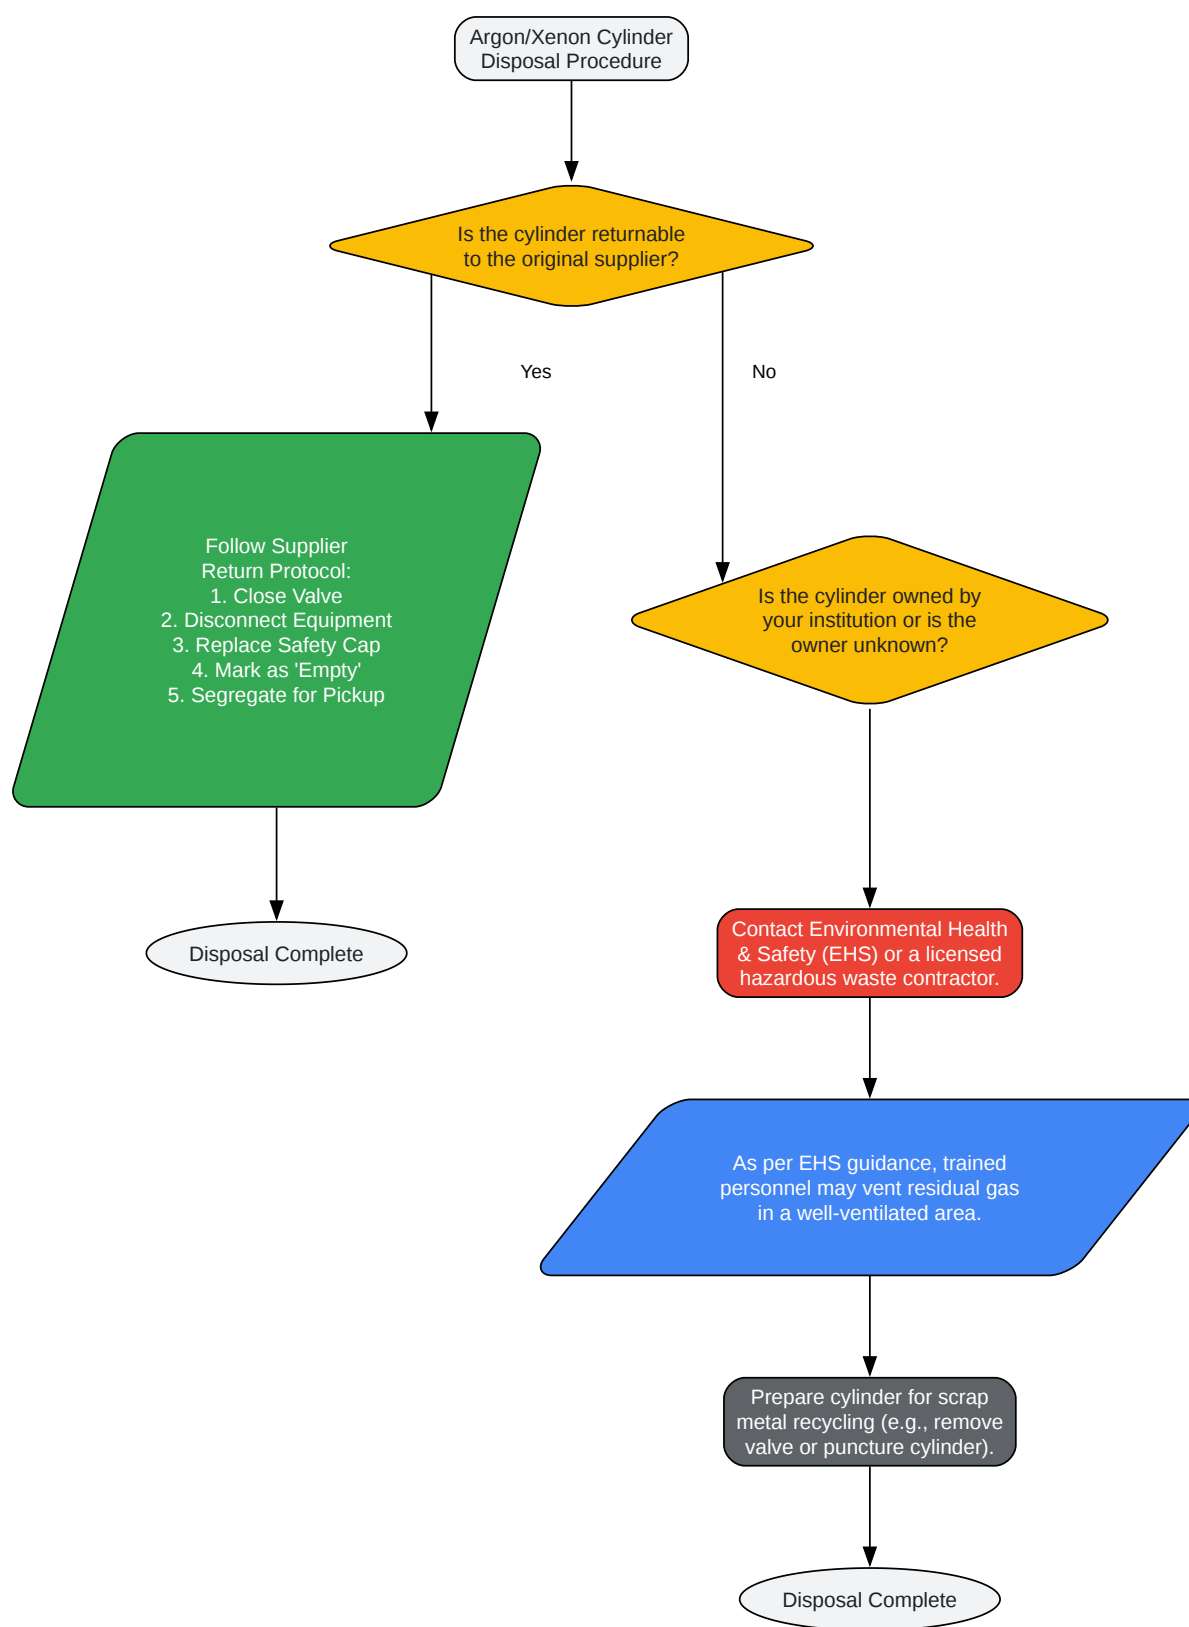 Argon/Xenon Cylinder
Disposal Procedure
Is the cylinder returnable
to the original supplier?
Yes
No
Follow Supplier
Return Protocol:
1. Close Valve
2. Disconnect Equipment
3. Replace Safety Cap
4. Mark as 'Empty'
5. Segregate for Pickup
Disposal Complete
Is the cylinder owned by
your institution or is the
owner unknown?
Contact Environmental Health
& Safety (EHS) or a licensed
hazardous waste contractor.
As per EHS guidance, trained
personnel may vent residual gas
in a well-ventilated area.
Prepare cylinder for scrap
metal recycling (e.g., remove
valve or puncture cylinder).
Disposal Complete